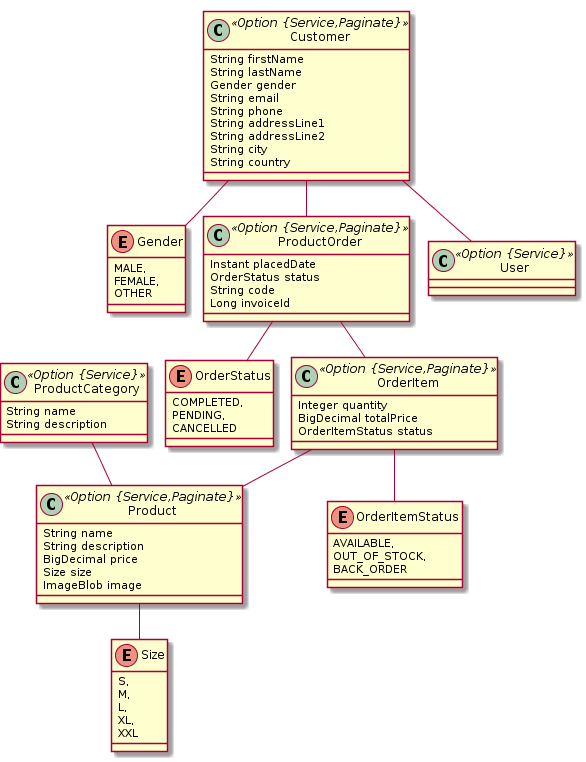 C «Option {Service,Paginate}»
Customer
String firstName
String lastName
Gender gender
String email
String phone
String addressLine1
String addressLine2
String city
String country
E Gender
MALE,
FEMALE,
OTHER
C «Option {Service,Paginate}»
ProductOrder
Instant placedDate
OrderStatus status
String code
Long invoiceId
C «Option {Service}»
User
C «Option {Service}»
ProductCategory
String name
String description
E OrderStatus
COMPLETED,
PENDING,
CANCELLED
C «Option {Service,Paginate}»
OrderItem
Integer quantity
BigDecimal totalPrice
OrderItemStatus status
C «Option {Service,Paginate}»
Product
String name
String description
BigDecimal price
Size size
ImageBlob image
E OrderItemStatus
AVAILABLE,
OUT_OF_STOCK,
BACK_ORDER
E Size
S,
M,
L,
XL,
XXL